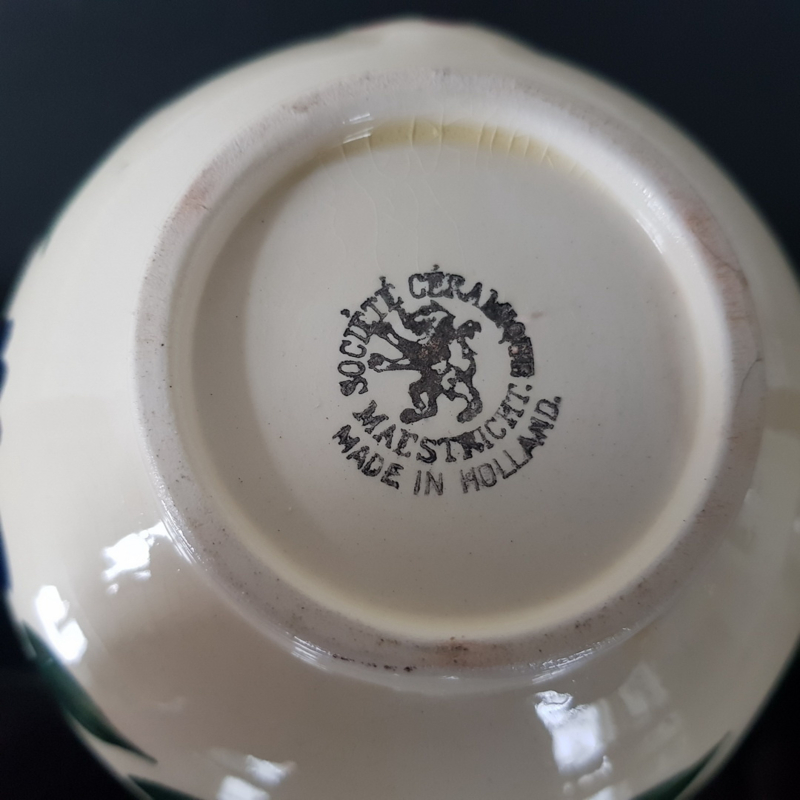 SOCIÉTÉ CÉRAMIQUE
MAESTRICHT.
MADE IN HOLLAND.